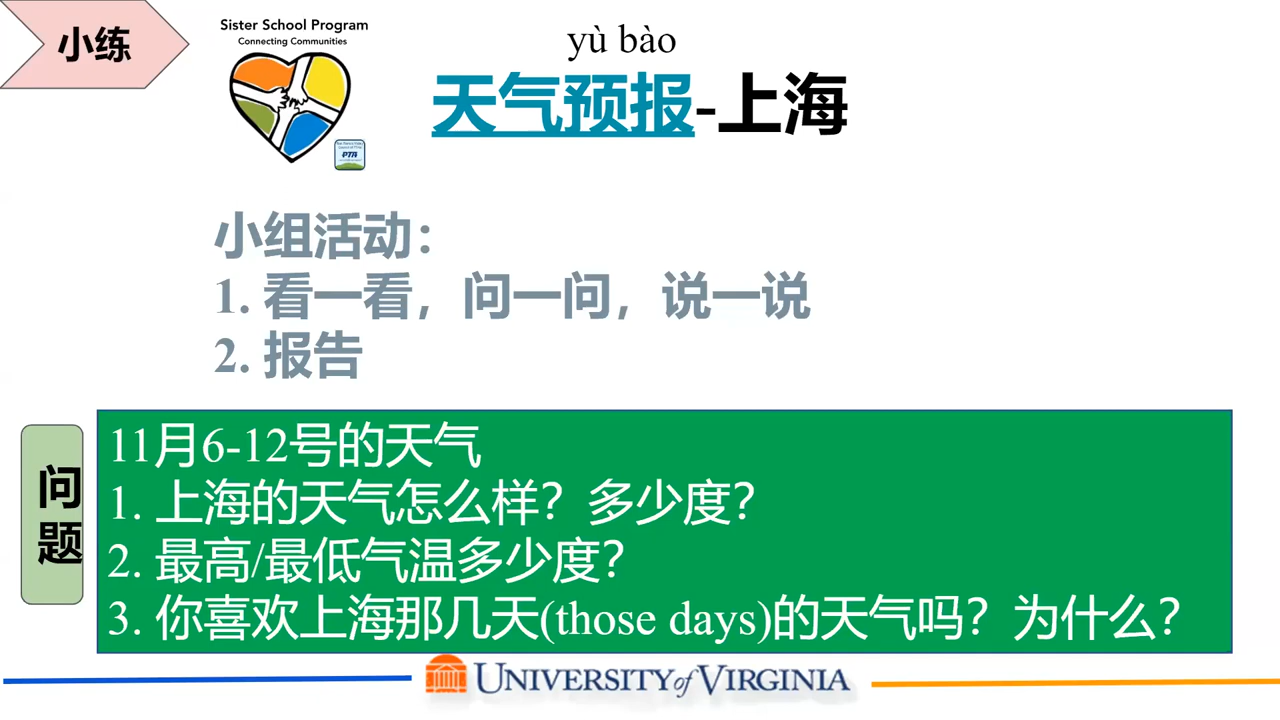 小练
Sister School Program
Connecting Communities
PTA
yù bào
天气预报-上海
小组活动：
1. 看一看，问一问，说一说
2. 报告
问
题
11月6-12号的天气
1. 上海的天气怎么样？多少度？
2. 最高/最低气温多少度？
3. 你喜欢上海那几天(those days)的天气吗？为什么？
UNIVERSITY of VIRGINIA